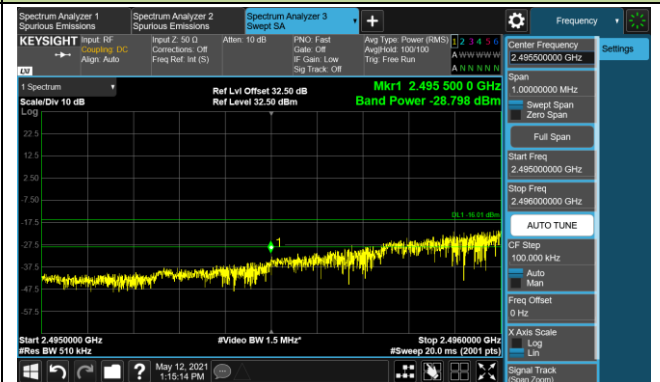 Spectrum Analyzer 1
Spurious Emissions
Spectrum Analyzer 2
Spurious Emissions
Spectrum Analyzer 3
Swept SA
Frequency
KEYSIGHT
Input: RF
Coupling: DC
Align: Auto
Input Z: 50 Ω
Corrections: Off
Freq Ref: Int (S)
Atten: 10 dB
PNO: Fast
Gate: Off
IF Gain: Low
Sig Track: Off
Avg Type: Power (RMS)
Avg|Hold: 100/100
Trig: Free Run
1 2 3 4 5 6
A W W W W W
A N N N N N
LXI
1 Spectrum
Scale/Div 10 dB
Log
Ref Lvl Offset 32.50 dB
Ref Level 32.50 dBm
Mkr1 2.495 500 0 GHz
Band Power -28.798 dBm
22.5
12.5
2.50
-7.50
-17.5
-27.5
-37.5
-47.5
-57.5
DL1 -16.01 dBm
1
Start 2.4950000 GHz
#Res BW 510 kHz
#Video BW 1.5 MHz*
Stop 2.4960000 GHz
#Sweep 20.0 ms (2001 pts)
May 12, 2021
1:15:14 PM
Center Frequency
2.495500000 GHz
Settings
Span
1.00000000 MHz
Swept Span
Zero Span
Full Span
Start Freq
2.495000000 GHz
Stop Freq
2.496000000 GHz
AUTO TUNE
CF Step
100.000 kHz
Auto
Man
Freq Offset
0 Hz
X Axis Scale
Log
Lin
Signal Track
(Span Zoom)